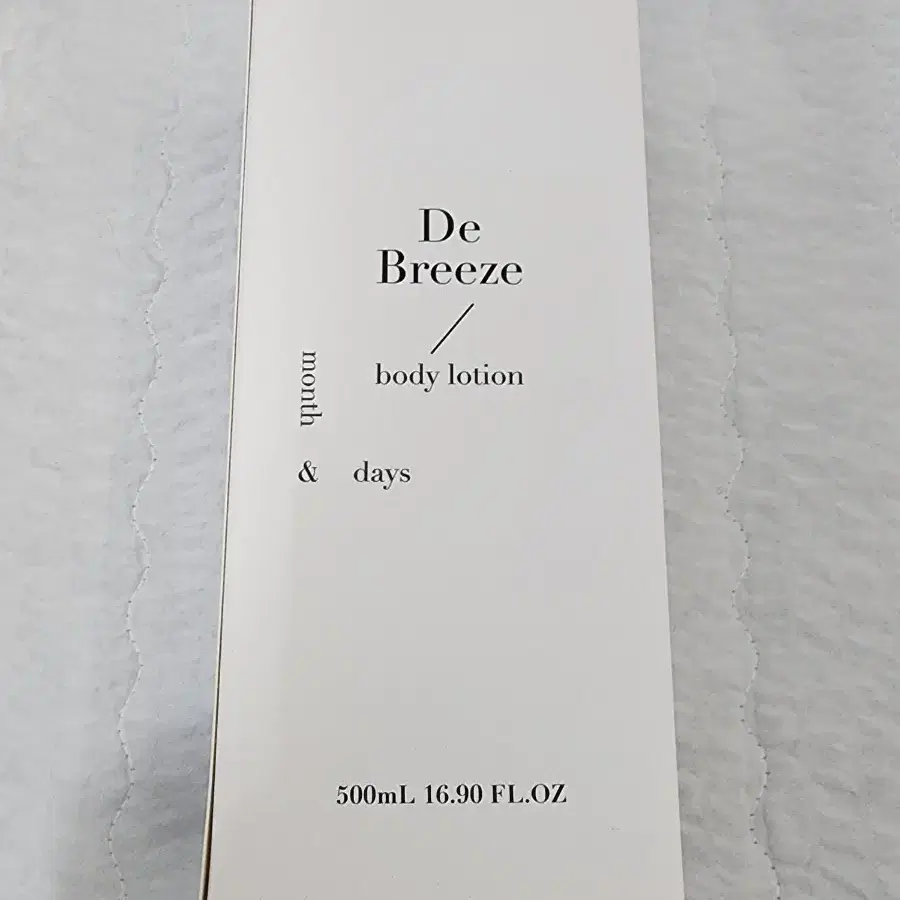 De
Breeze
body lotion
month
& days
500mL 16.90 FL.OZ